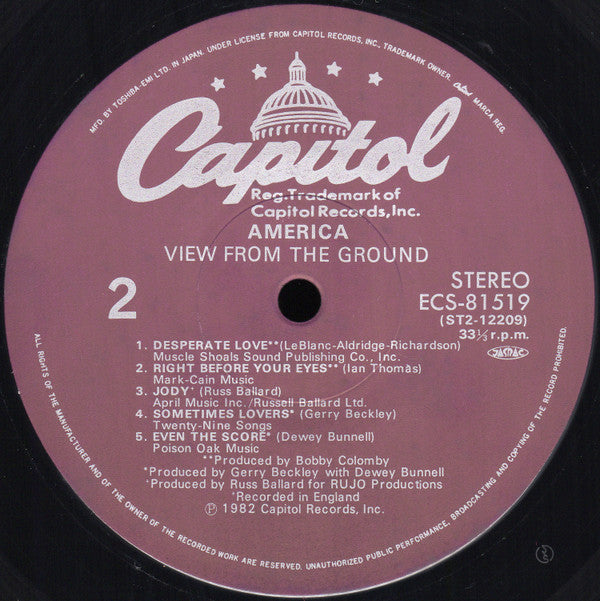 MFD. BY TOSHIBA-EMI LTD. IN JAPAN. UNDER LICENSE FROM CAPITOL RECORDS, INC., TRADEMARK OWNER. Capitol MARCA REG.
Capitol
Reg.Trademark of
Capitol Records,Inc.
AMERICA
VIEW FROM THE GROUND
2
STEREO
ECS-81519
(ST2-12209)
33⅓ r.p.m.
JASRAC
1. DESPERATE LOVE**(LeBlanc-Aldridge-Richardson)
Muscle Shoals Sound Publishing Co., Inc.
2. RIGHT BEFORE YOUR EYES** (Ian Thomas)
Mark-Cain Music
3. JODY⁺ (Russ Ballard)
April Music Inc./Russell Ballard Ltd.
4. SOMETIMES LOVERS* (Gerry Beckley)
Twenty-Nine Songs
5. EVEN THE SCORE* (Dewey Bunnell)
Poison Oak Music
**Produced by Bobby Colomby
*Produced by Gerry Beckley with Dewey Bunnell
⁺Produced by Russ Ballard for RUJO Productions
⁺Recorded in England
Ⓟ 1982 Capitol Records, Inc.
ALL RIGHTS OF THE MANUFACTURER AND OF THE OWNER OF THE RECORDED WORK ARE RESERVED. UNAUTHORIZED PUBLIC PERFORMANCE, BROADCASTING AND COPYING OF THIS RECORD PROHIBITED.